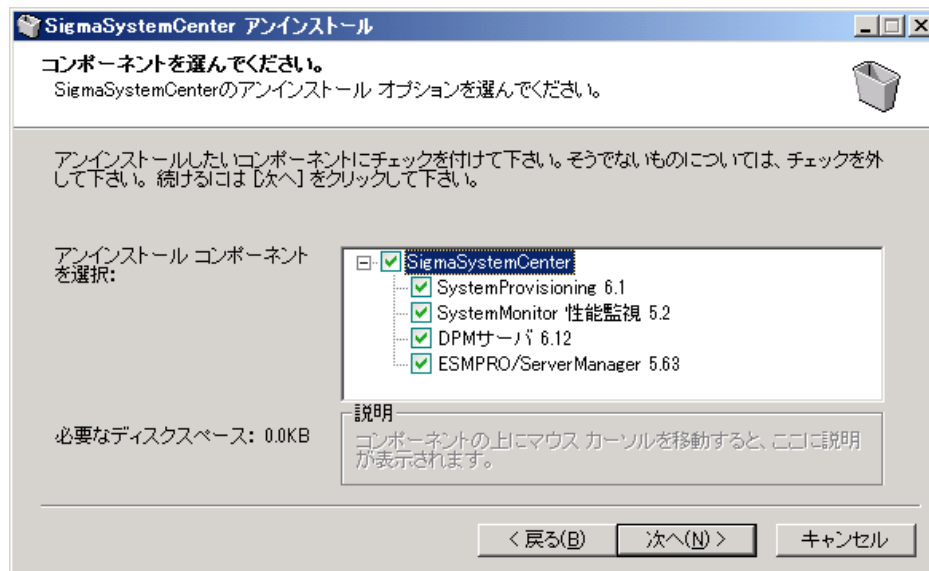 SigmaSystemCenter アンインストール
コンポーネントを選んでください。
SigmaSystemCenterのアンインストール オプションを選んでください。
アンインストールしたいコンポーネントにチェックを付けて下さい。そうでないものについては、チェックを外
して下さい。 続けるには [次へ] をクリックして下さい。
アンインストール コンポーネント
を選択:
SigmaSystemCenter
SystemProvisioning 6.1
SystemMonitor 性能監視 5.2
DPMサーバ 6.12
ESMPRO/ServerManager 5.63
必要なディスクスペース: 0.0KB
説明
コンポーネントの上にマウス カーソルを移動すると、ここに説明
が表示されます。
< 戻る(B)
次へ(N) >
キャンセル